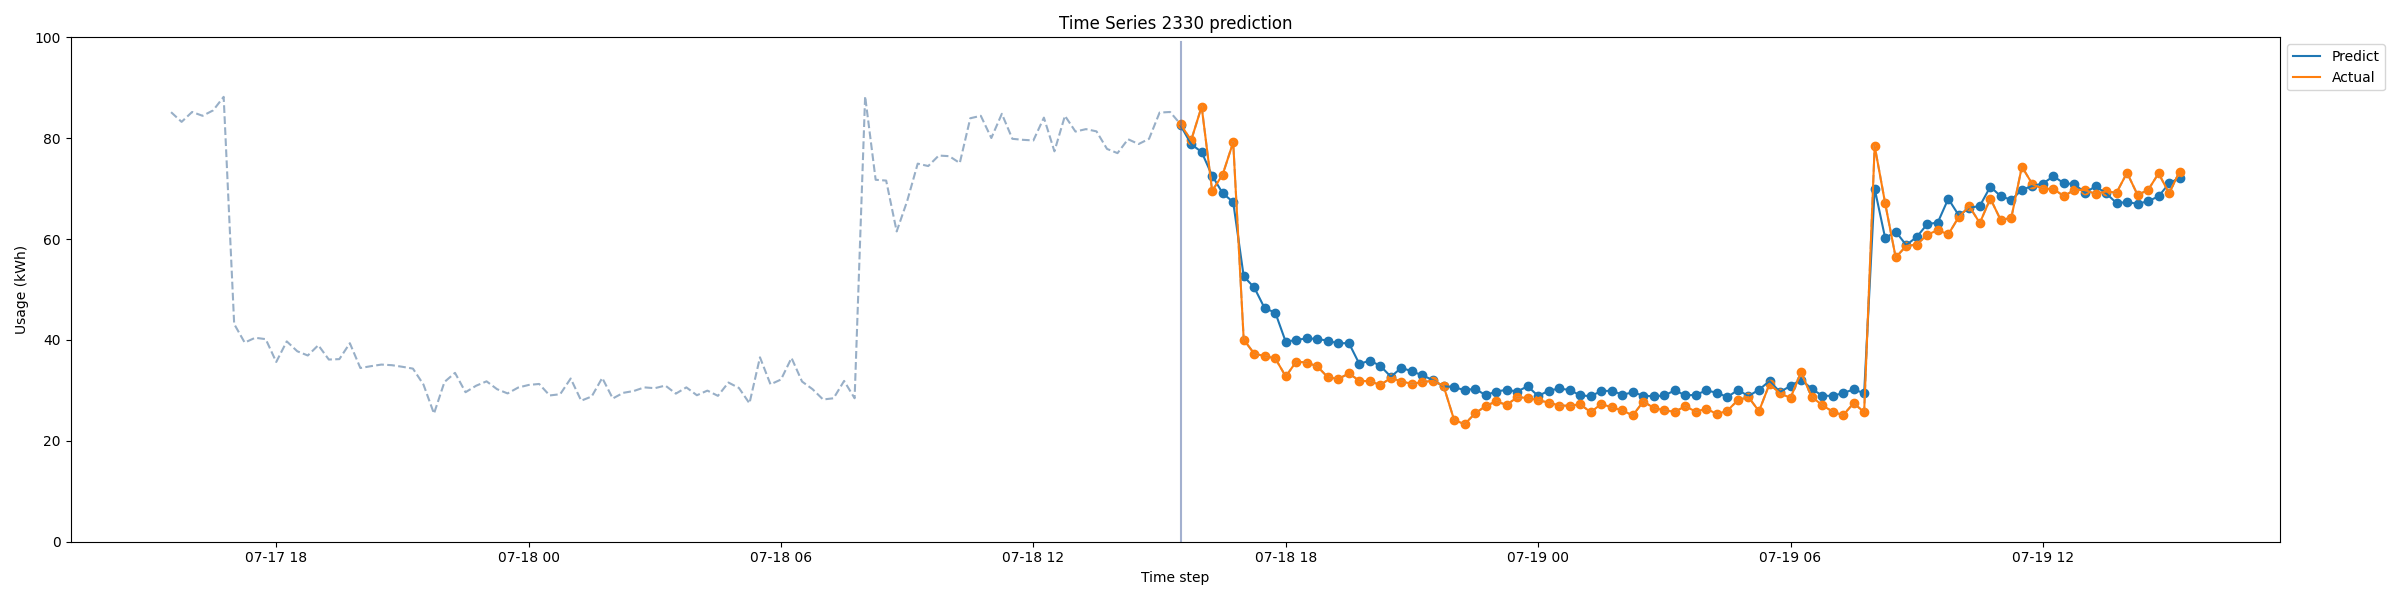 Time Series 2330 prediction
Predict
Actual
Usage (kWh)
100
80
60
40
20
0
07-17 18
07-18 00
07-18 06
07-18 12
07-18 18
07-19 00
07-19 06
07-19 12
Time step